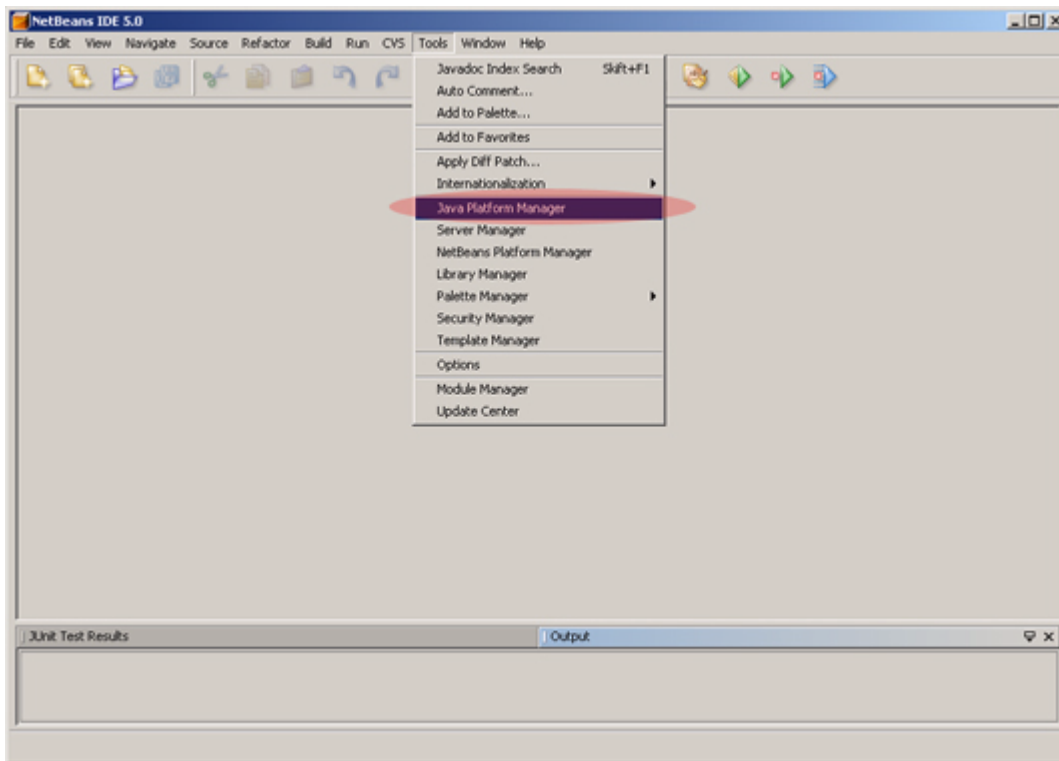 NetBeans IDE 5.0
File Edit View Navigate Source Refactor Build Run CVS Tools Window Help
Javadoc Index Search Shift+F1
Auto Comment...
Add to Palette...
Add to Favorites
Apply Diff Patch...
Internationalization
Java Platform Manager
Server Manager
NetBeans Platform Manager
Library Manager
Palette Manager
Security Manager
Template Manager
Options
Module Manager
Update Center
JUnit Test Results Output